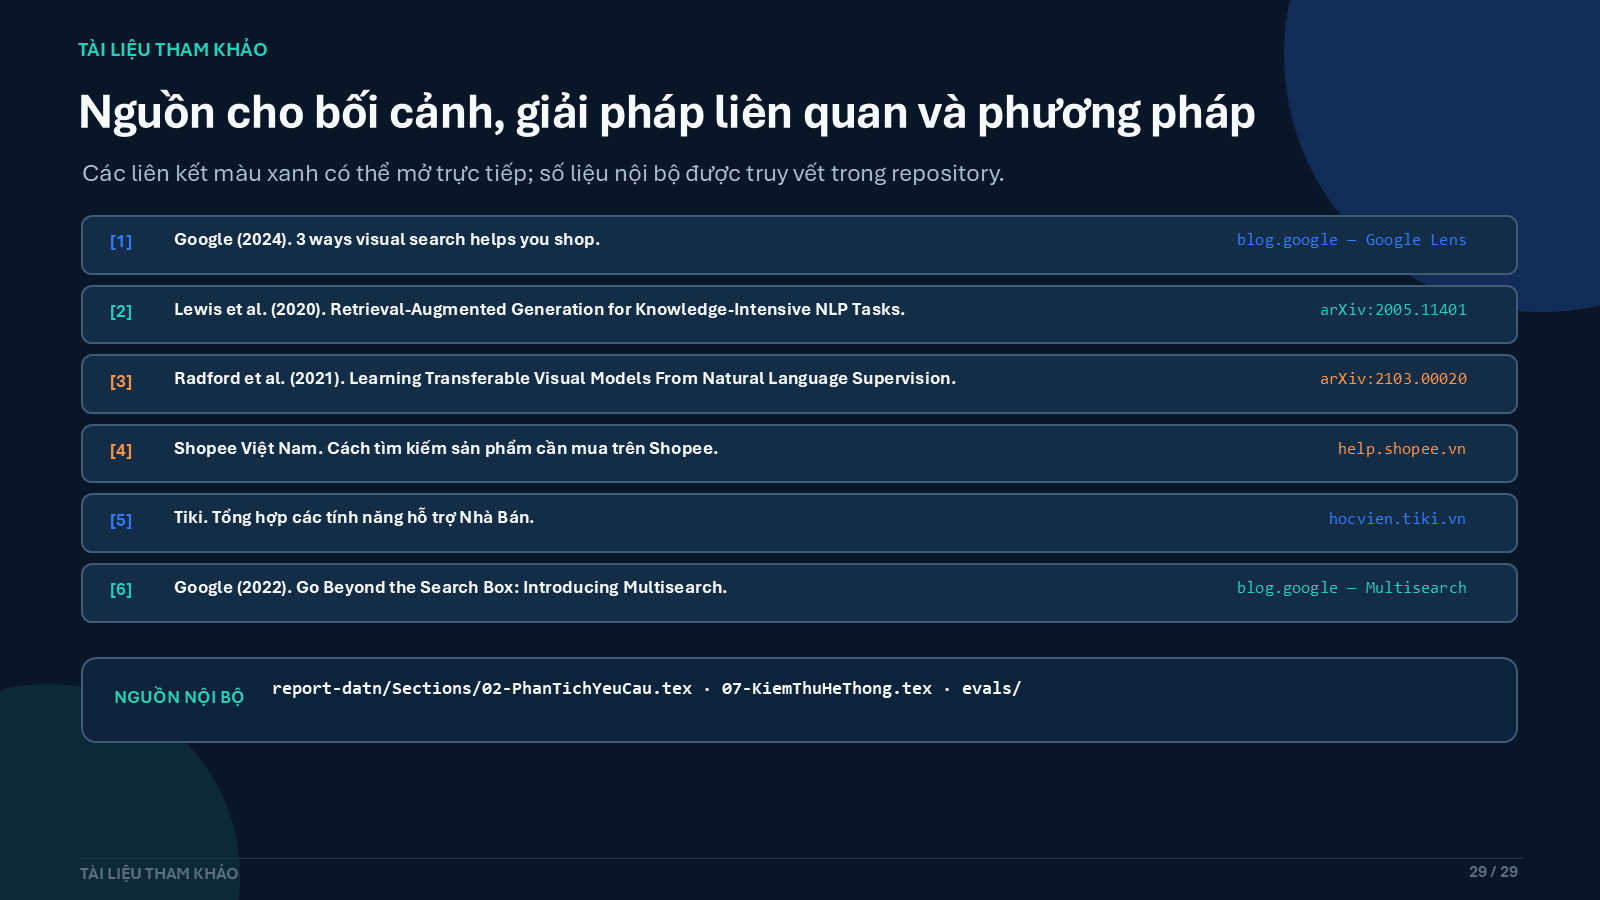 TÀI LIỆU THAM KHẢO
Nguồn cho bối cảnh, giải pháp liên quan và phương pháp
Các liên kết màu xanh có thể mở trực tiếp; số liệu nội bộ được truy vết trong repository.
[1] Google (2024). 3 ways visual search helps you shop. blog.google — Google Lens
[2] Lewis et al. (2020). Retrieval-Augmented Generation for Knowledge-Intensive NLP Tasks. arXiv:2005.11401
[3] Radford et al. (2021). Learning Transferable Visual Models From Natural Language Supervision. arXiv:2103.00020
[4] Shopee Việt Nam. Cách tìm kiếm sản phẩm cần mua trên Shopee. help.shopee.vn
[5] Tiki. Tổng hợp các tính năng hỗ trợ Nhà Bán. hocvien.tiki.vn
[6] Google (2022). Go Beyond the Search Box: Introducing Multisearch. blog.google — Multisearch
NGUỒN NỘI BỘ report-datn/Sections/02-PhanTichYeuCau.tex · 07-KiemThuHeThong.tex · evals/
TÀI LIỆU THAM KHẢO 29 / 29